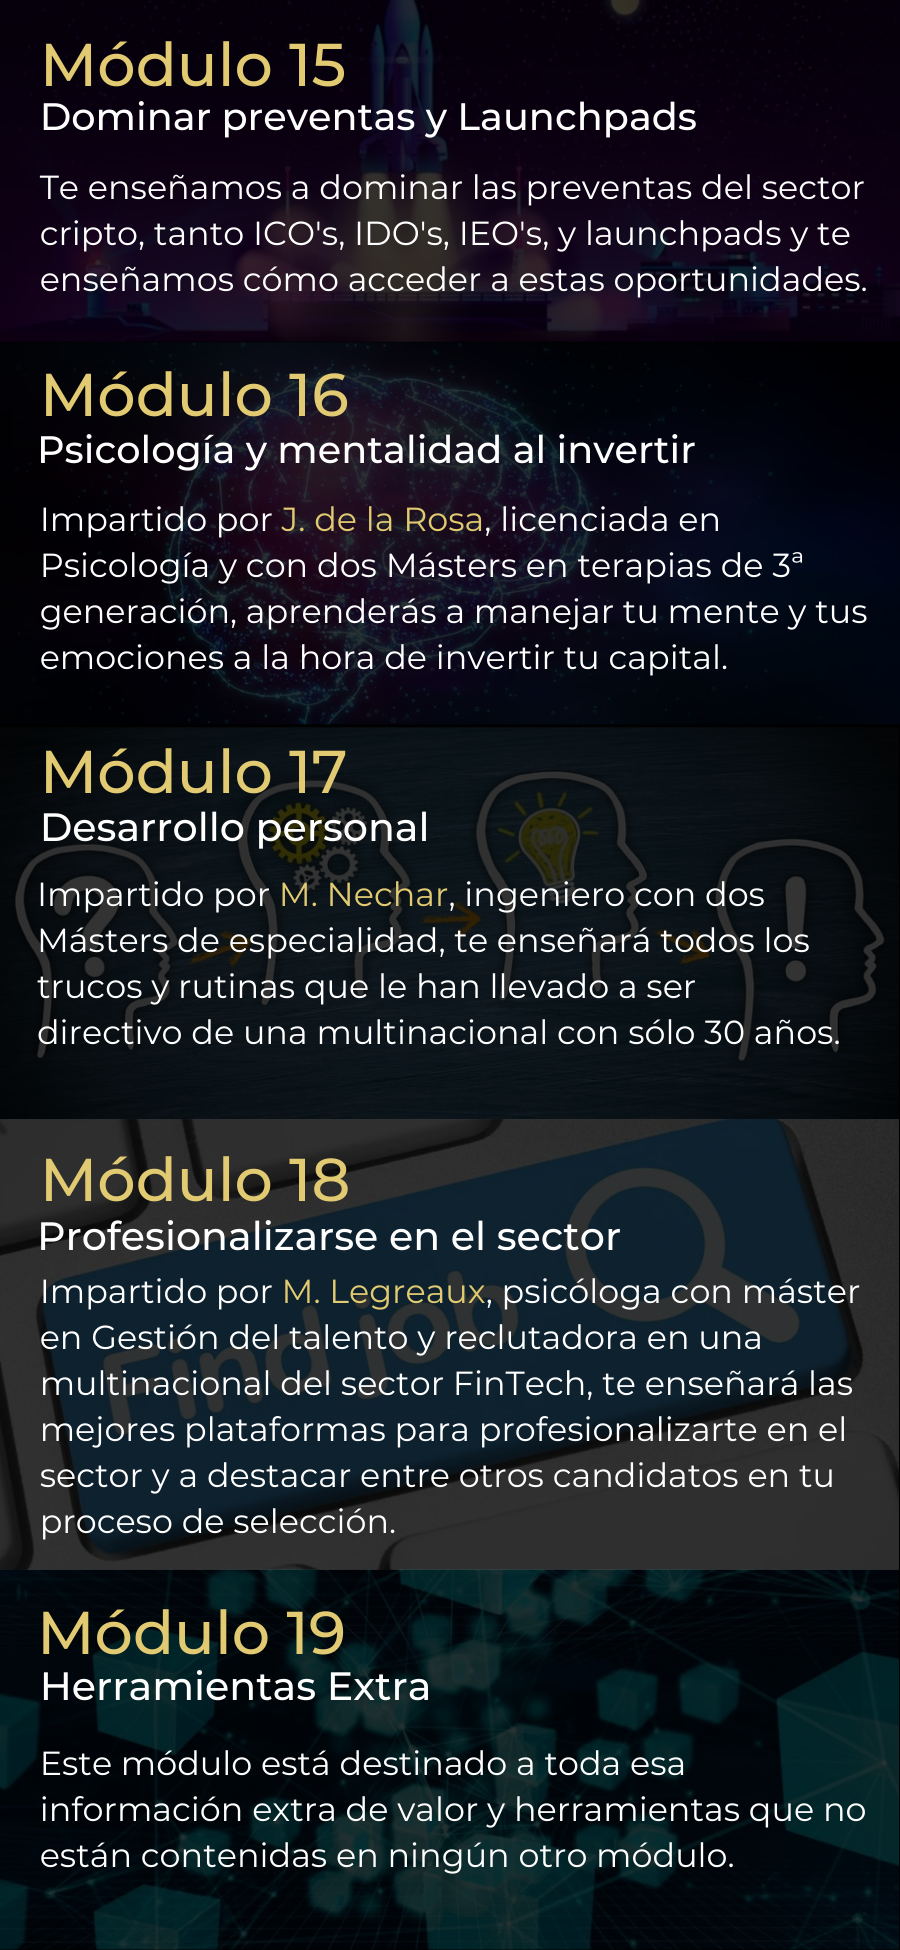 Módulo 15
Dominar preventas y Launchpads
Te enseñamos a dominar las preventas del sector
cripto, tanto ICO's, IDO's, IEO's, y launchpads y te
enseñamos cómo acceder a estas oportunidades.
Módulo 16
Psicología y mentalidad al invertir
Impartido por J. de la Rosa, licenciada en
Psicología y con dos Másters en terapias de 3ª
generación, aprenderás a manejar tu mente y tus
emociones a la hora de invertir tu capital.
Módulo 17
Desarrollo personal
Impartido por M. Nechar, ingeniero con dos
Másters de especialidad, te enseñará todos los
trucos y rutinas que le han llevado a ser
directivo de una multinacional con sólo 30 años.
Módulo 18
Profesionalizarse en el sector
Impartido por M. Legreaux, psicóloga con máster
en Gestión del talento y reclutadora en una
multinacional del sector FinTech, te enseñará las
mejores plataformas para profesionalizarte en el
sector y a destacar entre otros candidatos en tu
proceso de selección.
Find job
Módulo 19
Herramientas Extra
Este módulo está destinado a toda esa
información extra de valor y herramientas que no
están contenidas en ningún otro módulo.